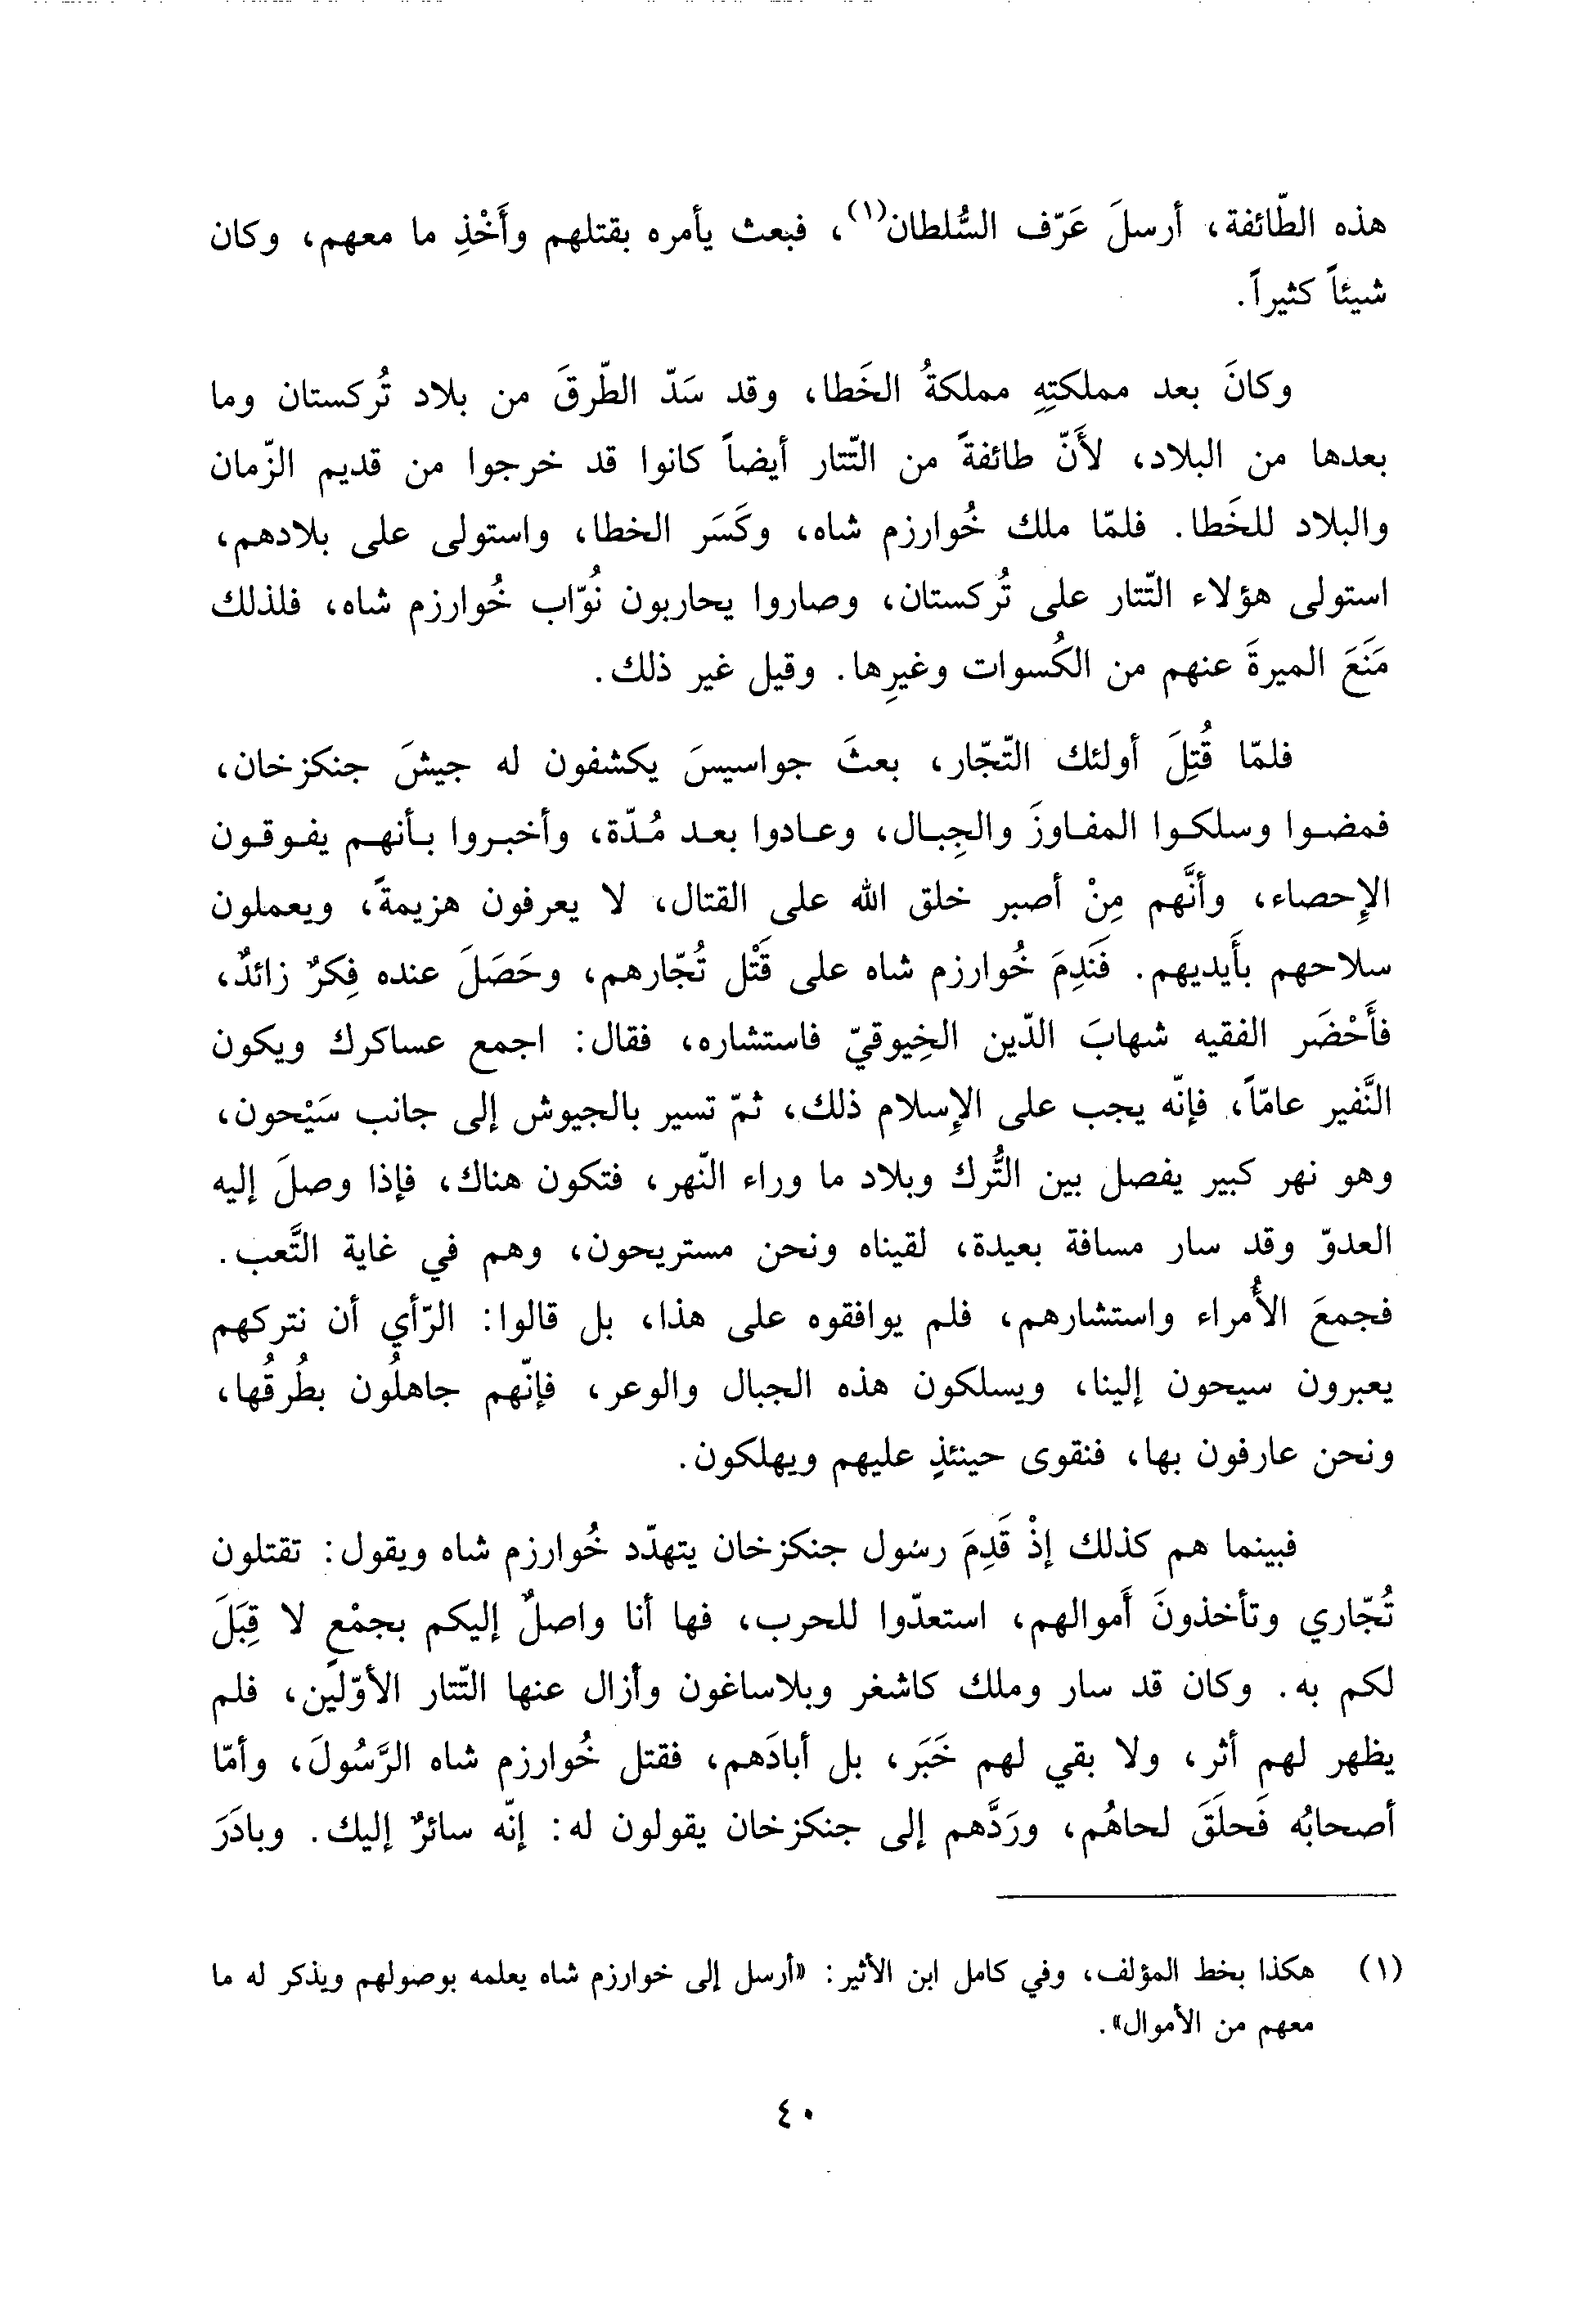 هذه الطّائفة، أرسلَ عَرّف السُّلطان(١)، فبعث يأمره بقتلهم وأَخْذِ ما معهم، وكان
شيئاً كثيراً.
وكانَ بعد مملكتِهِ مملكةُ الخَطا، وقد سَدّ الطّرقَ من بلاد تُركستان وما
بعدها من البلاد، لأَنّ طائفةً من التّتار أيضاً كانوا قد خرجوا من قديم الزّمان
والبلاد للخَطا. فلمّا ملك خُوارزم شاه، وكَسَر الخطا، واستولى على بلادهم،
استولى هؤلاء التّتار على تُركستان، وصاروا يحاربون نُوّاب خُوارزم شاه، فلذلك
مَنَعَ الميرةَ عنهم من الكُسوات وغيرِها. وقيل غير ذلك.
فلمّا قُتِلَ أولئك التّجّار، بعثَ جواسيسَ يكشفون له جيشَ جنكزخان،
فمضوا وسلكوا المفاوزَ والجِبال، وعادوا بعد مُدّة، وأخبروا بأنهم يفوقون
الإِحصاء، وأنَّهم مِنْ أصبر خلق الله على القتال، لا يعرفون هزيمةً، ويعملون
سلاحهم بأَيديهم. فَنَدِمَ خُوارزم شاه على قَتْل تُجّارهم، وحَصَلَ عنده فِكرٌ زائدٌ،
فأَحْضَر الفقيه شهابَ الدّين الخِيوقيّ فاستشاره، فقال: اجمع عساكرك ويكون
النَّفير عامّاً، فإنّه يجب على الإِسلام ذلك، ثمّ تسير بالجيوش إلى جانب سَيْحون،
وهو نهر كبير يفصل بين التُّرك وبلاد ما وراء النّهر، فتكون هناك، فإذا وصلَ إليه
العدوّ وقد سار مسافة بعيدة، لقيناه ونحن مستريحون، وهم في غاية التَّعب.
فجمعَ الأُمراء واستشارهم، فلم يوافقوه على هذا، بل قالوا: الرّأي أن نتركهم
يعبرون سيحون إلينا، ويسلكون هذه الجبال والوعر، فإنّهم جاهلُون بطُرقُها،
ونحن عارفون بها، فنقوى حينئذٍ عليهم ويهلكون.
فبينما هم كذلك إذْ قَدِمَ رسُول جنكزخان يتهدّد خُوارزم شاه ويقول: تقتلون
تُجّاري وتأخذونَ أَموالهم، استعدّوا للحرب، فها أنا واصلٌ إليكم بجمْعٍ لا قِبَلَ
لكم به. وكان قد سار وملك كاشغر وبلاساغون وأزال عنها التّتار الأوّلين، فلم
يظهر لهم أثر، ولا بقي لهم خَبَر، بل أبادَهم، فقتل خُوارزم شاه الرَّسُولَ، وأمّا
أصحابُه فَحلَقَ لحاهُم، ورَدَّهم إلى جنكزخان يقولون له: إنّه سائرٌ إليك. وبادَرَ
(١) هكذا بخط المؤلف، وفي كامل ابن الأثير: «أرسل إلى خوارزم شاه يعلمه بوصولهم ويذكر له ما
معهم من الأموال».
٤٠